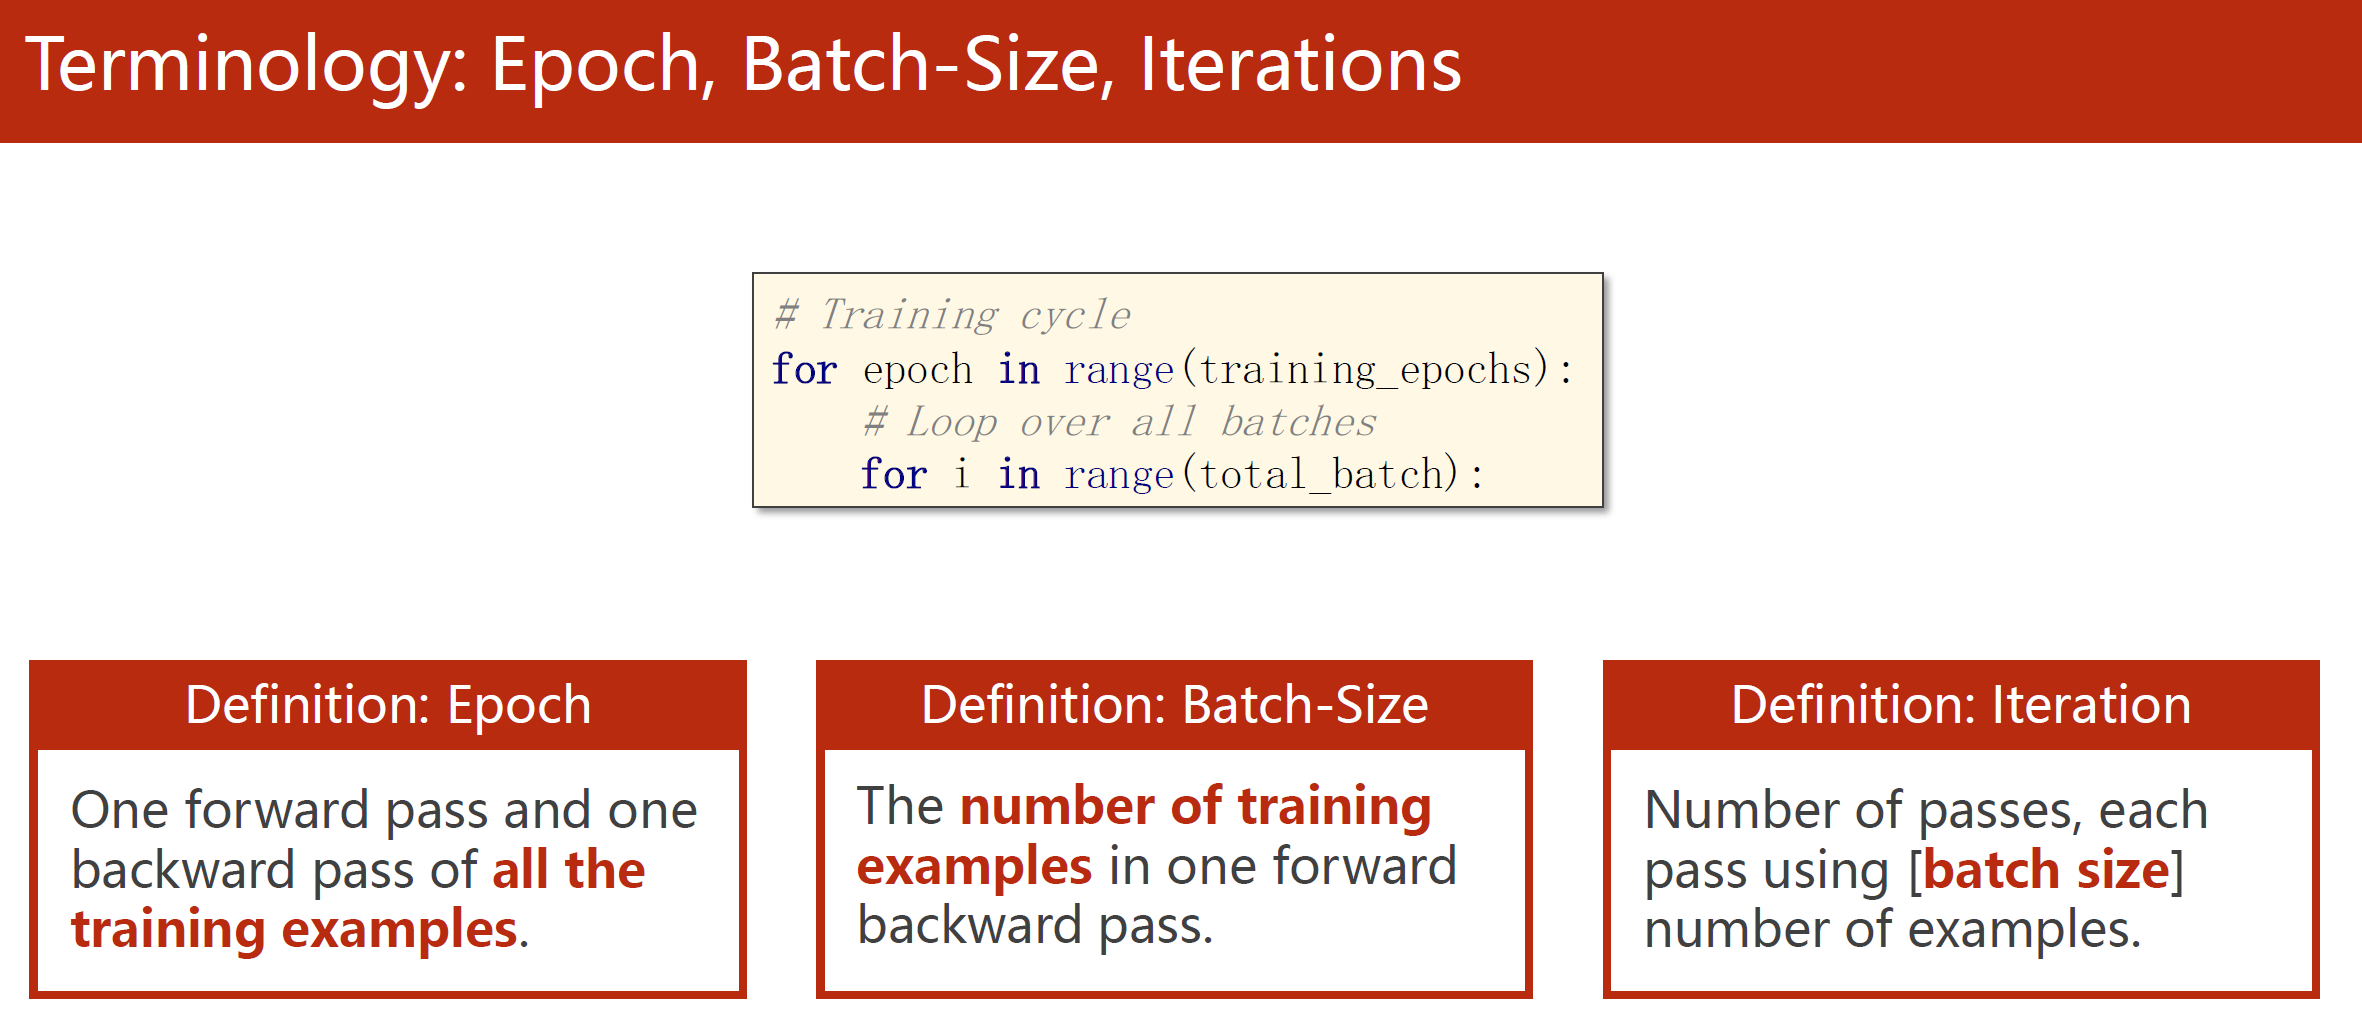 Terminology: Epoch, Batch-Size, Iterations
# Training cycle
for epoch in range(training_epochs):
# Loop over all batches
for i in range(total_batch):
Definition: Epoch
One forward pass and one
backward pass of all the
training examples.
Definition: Batch-Size
The number of training
examples in one forward
backward pass.
Definition: Iteration
Number of passes, each
pass using [batch size]
number of examples.